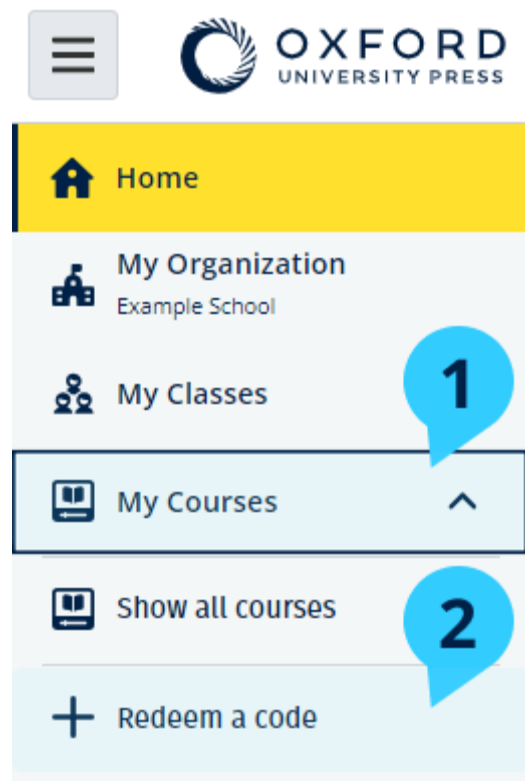 OXFORD
UNIVERSITY PRESS
Home
My Organization
Example School
1
My Classes
My Courses
Show all courses
2
Redeem a code